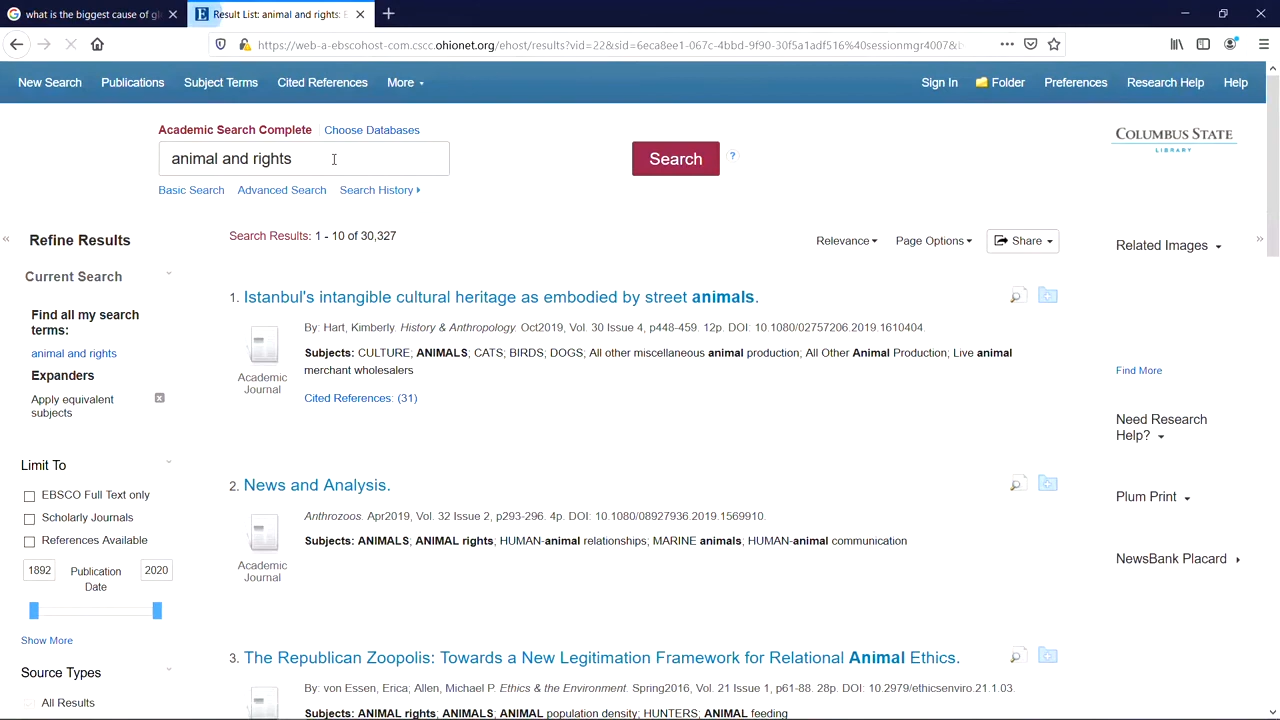 what is the biggest cause of gl
Result List: animal and rights:
https://web-a-ebscohost-com.cscc.ohionet.org/ehost/results?vid=22&sid=6eca8ee1-067c-4bbd-9f90-30f5a1adf516%40sessionmgr4007&b
New Search Publications Subject Terms Cited References More Sign In Folder Preferences Research Help Help
Academic Search Complete Choose Databases
animal and rights
Search ?
COLUMBUS STATE
LIBRARY
Basic Search Advanced Search Search History
« Refine Results
Search Results: 1 - 10 of 30,327
Relevance Page Options Share
Related Images »
Current Search
Find all my search
terms:
animal and rights
Expanders
Apply equivalent
subjects
x
Limit To
EBSCO Full Text only
Scholarly Journals
References Available
1892 Publication 2020
Date
Show More
Source Types
All Results
1. Istanbul's intangible cultural heritage as embodied by street animals.
By: Hart, Kimberly. History & Anthropology. Oct2019, Vol. 30 Issue 4, p448-459. 12p. DOI: 10.1080/02757206.2019.1610404.
Subjects: CULTURE; ANIMALS; CATS; BIRDS; DOGS; All other miscellaneous animal production; All Other Animal Production; Live animal
merchant wholesalers
Academic
Journal
Cited References: (31)
2. News and Analysis.
Anthrozoos. Apr2019, Vol. 32 Issue 2, p293-296. 4p. DOI: 10.1080/08927936.2019.1569910.
Subjects: ANIMALS; ANIMAL rights; HUMAN-animal relationships; MARINE animals; HUMAN-animal communication
Academic
Journal
3. The Republican Zoopolis: Towards a New Legitimation Framework for Relational Animal Ethics.
By: von Essen, Erica; Allen, Michael P. Ethics & the Environment. Spring2016, Vol. 21 Issue 1, p61-88. 28p. DOI: 10.2979/ethicsenviro.21.1.03.
Subjects: ANIMAL rights; ANIMALS; ANIMAL population density; HUNTERS; ANIMAL feeding
Find More
Need Research
Help?
Plum Print
NewsBank Placard